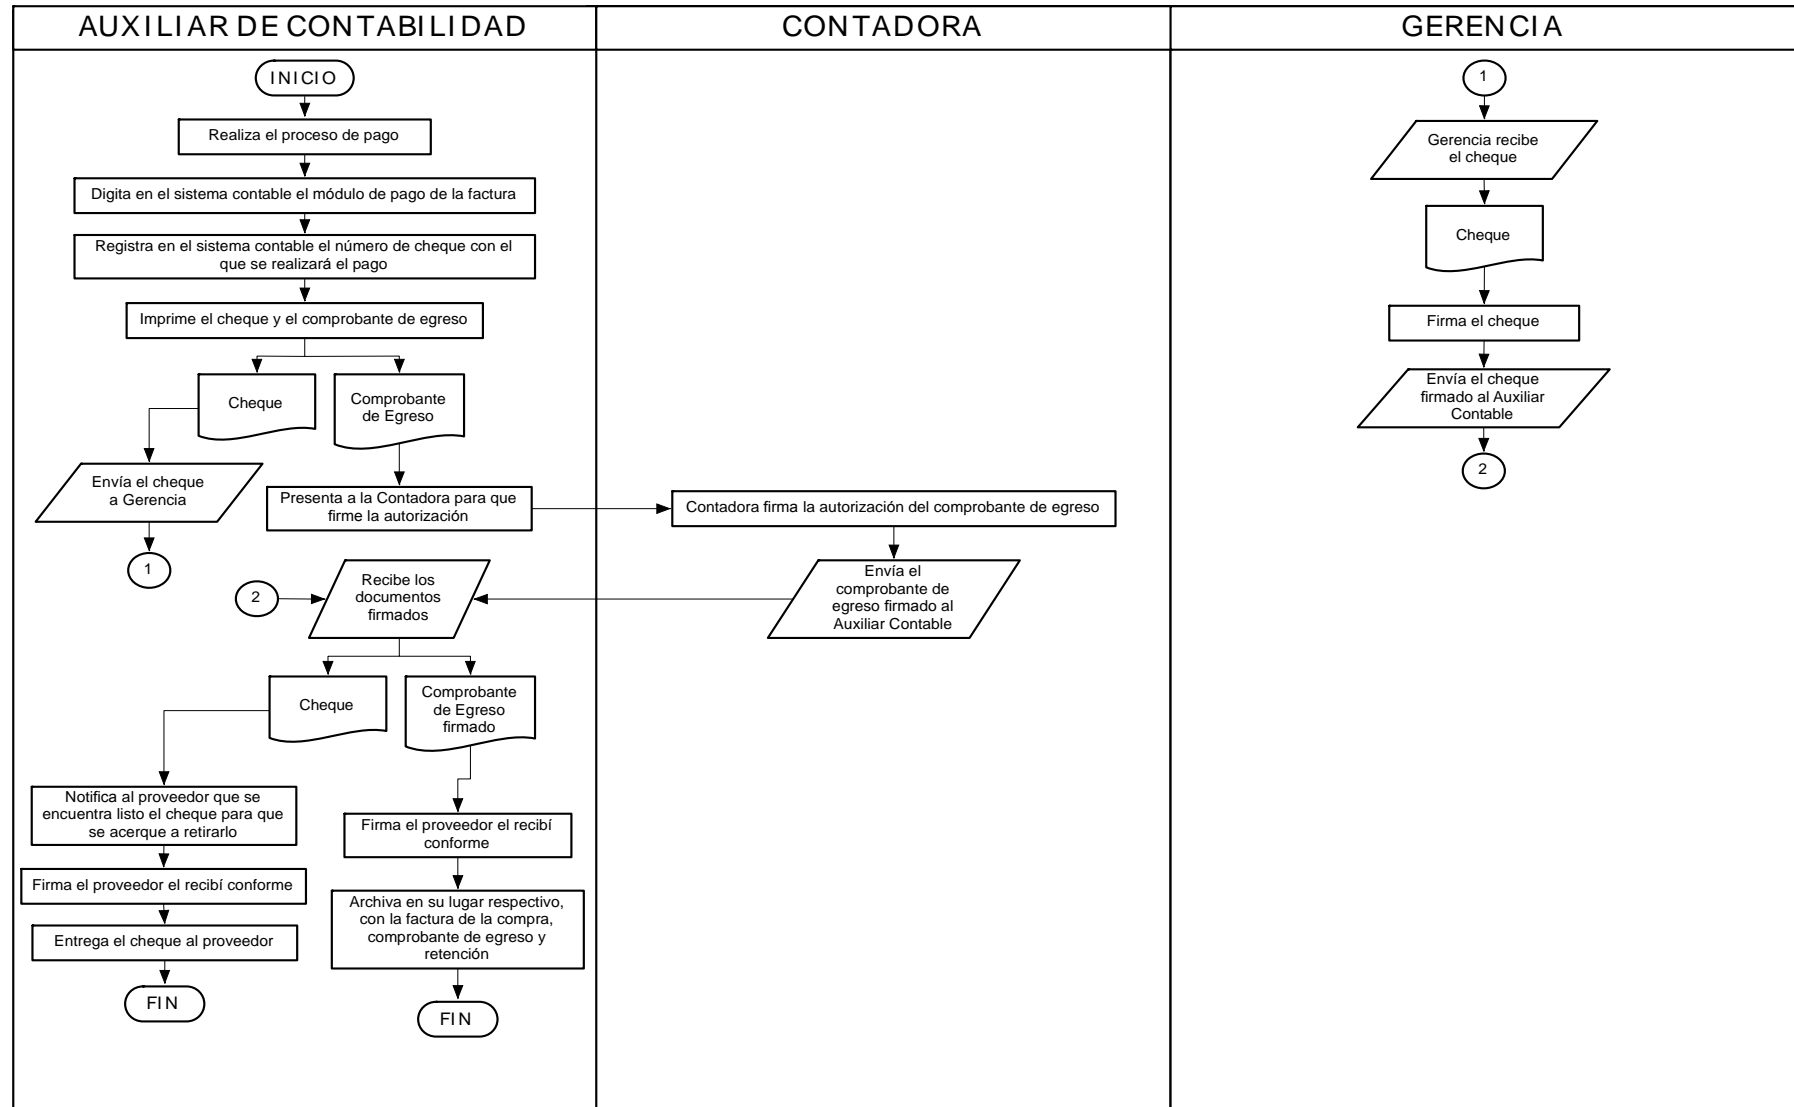 AUXILIAR DE CONTABILIDAD
CONTADORA
GERENCIA
INICIO
Realiza el proceso de pago
Digita en el sistema contable el módulo de pago de la factura
Registra en el sistema contable el número de cheque con el
que se realizará el pago
Imprime el cheque y el comprobante de egreso
Cheque
Comprobante
de Egreso
Envía el cheque
a Gerencia
1
Presenta a la Contadora para que
firme la autorización
Contadora firma la autorización del comprobante de egreso
Envía el
comprobante de
egreso firmado al
Auxiliar Contable
2
Recibe los
documentos
firmados
Cheque
Comprobante
de Egreso
firmado
Notifica al proveedor que se
encuentra listo el cheque para que
se acerque a retirarlo
Firma el proveedor el recibí conforme
Entrega el cheque al proveedor
FIN
Firma el proveedor el recibí
conforme
Archiva en su lugar respectivo,
con la factura de la compra,
comprobante de egreso y
retención
FIN
1
Gerencia recibe
el cheque
Cheque
Firma el cheque
Envía el cheque
firmado al Auxiliar
Contable
2